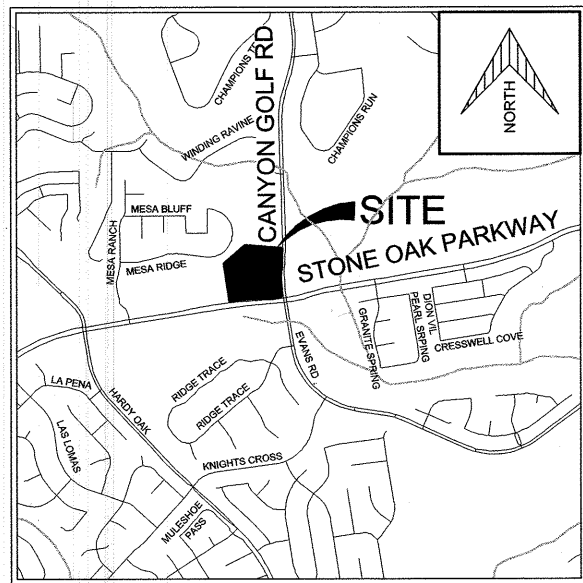 CANYON GOLF RD
CHAMPIONS
CHAMPIONS RUN
NORTH
WINDING RAVINE
MESA BLUFF
MESA RANCH
MESA RIDGE
SITE
STONE OAK PARKWAY
GRANITE SPRING
PEARL SRPING
DION VIL
CRESSWELL COVE
EVANS RD
RIDGE TRACE
RIDGE TRACE
LA PENA
HARDY OAK
LAS LOMAS
KNIGHTS CROSS
MULESHOE
PASS